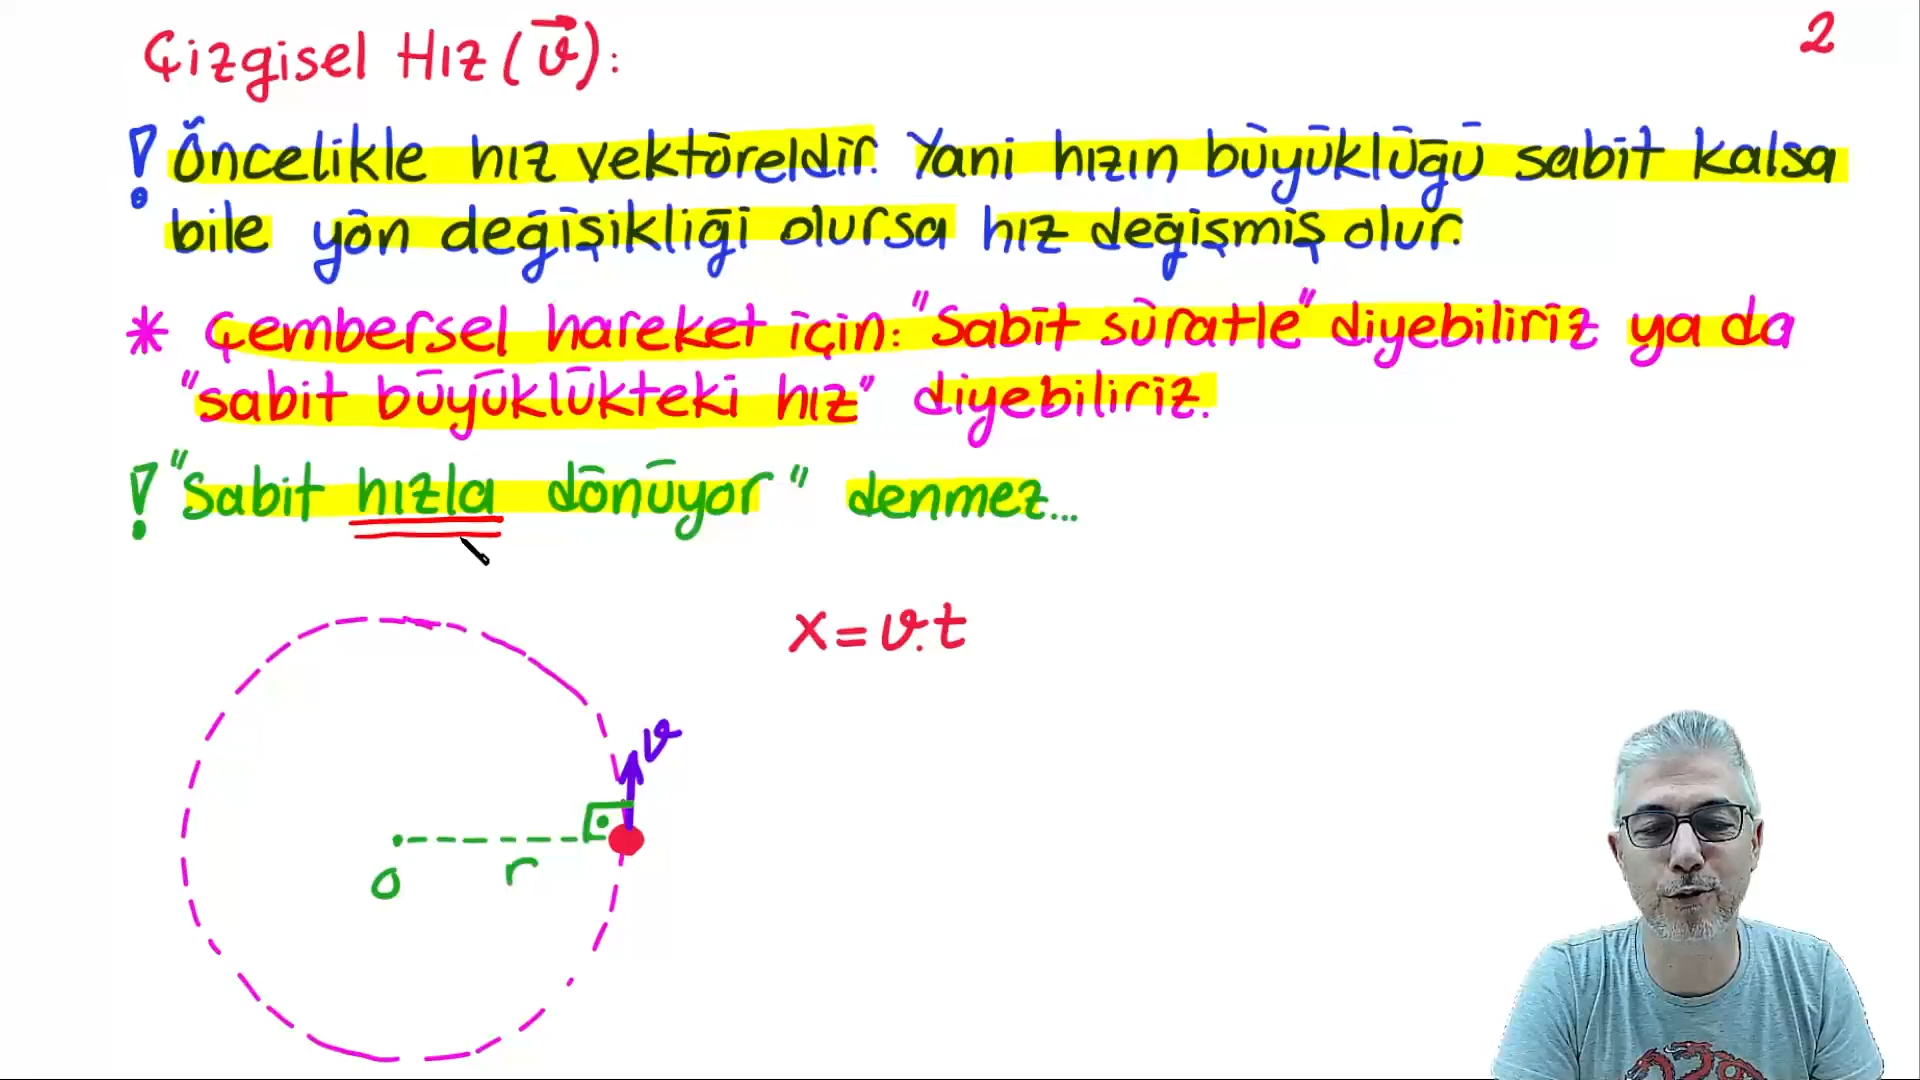 Çizgisel Hız (v⃗):
2
! Öncelikle hız vektöreldir. Yani hızın büyüklüğü sabit kalsa
bile yön değişikliği olursa hız değişmiş olur.
* Çembersel hareket için: "Sabit süratle" diyebiliriz ya da
"sabit büyüklükteki hız" diyebiliriz.
! "Sabit hızla dönüyor" denmez...
x = v.t
v
O
r